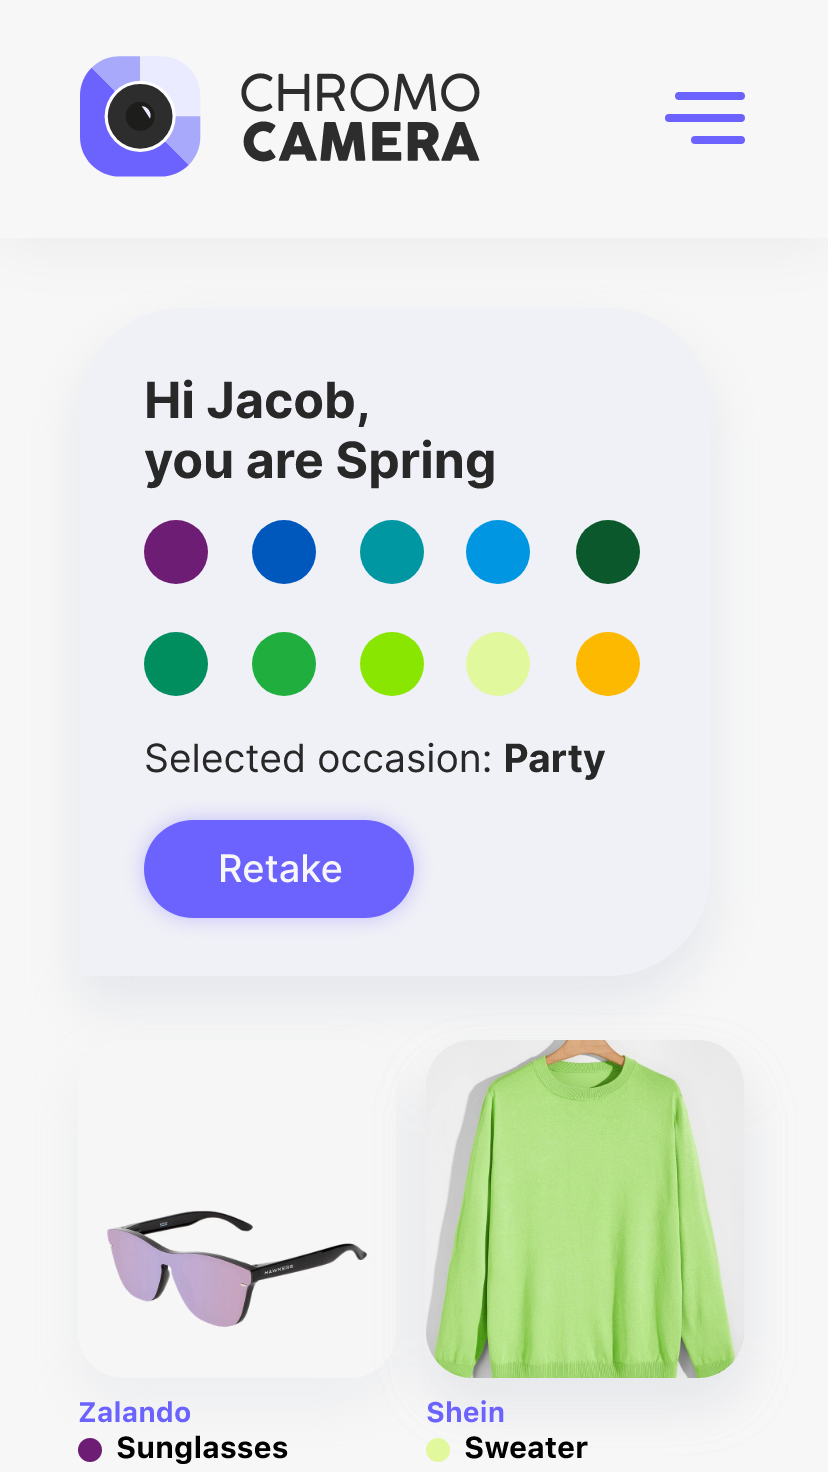 CHROMO
CAMERA
Hi Jacob,
you are Spring
Selected occasion: Party
Retake
HAWKERS
Zalando
Sunglasses
Shein
Sweater